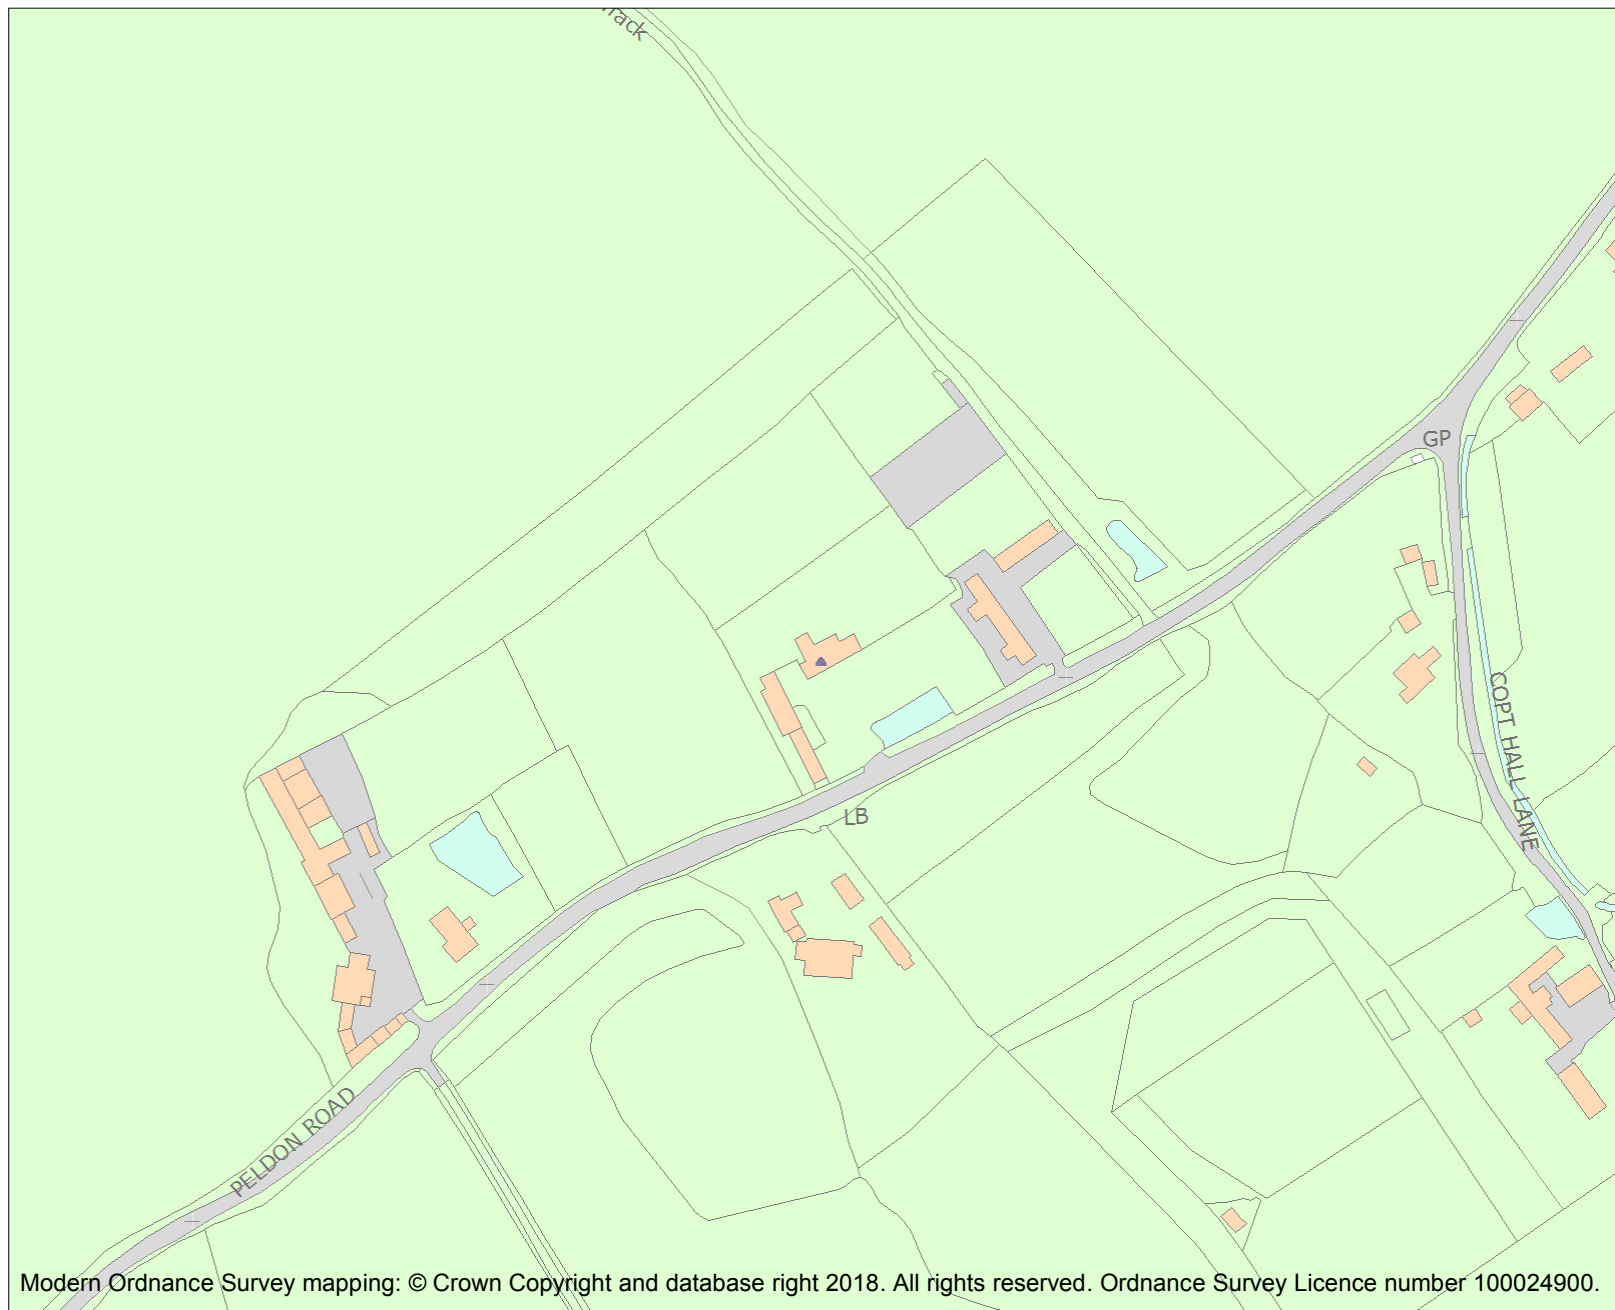 Track
GP
COPT HALL LANE
LB
PELDON ROAD
Modern Ordnance Survey mapping: © Crown Copyright and database right 2018. All rights reserved. Ordnance Survey Licence number 100024900.